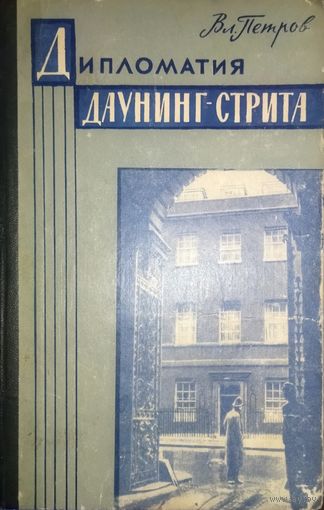 Вл. Петров
Дипломатия
Даунинг-стрита